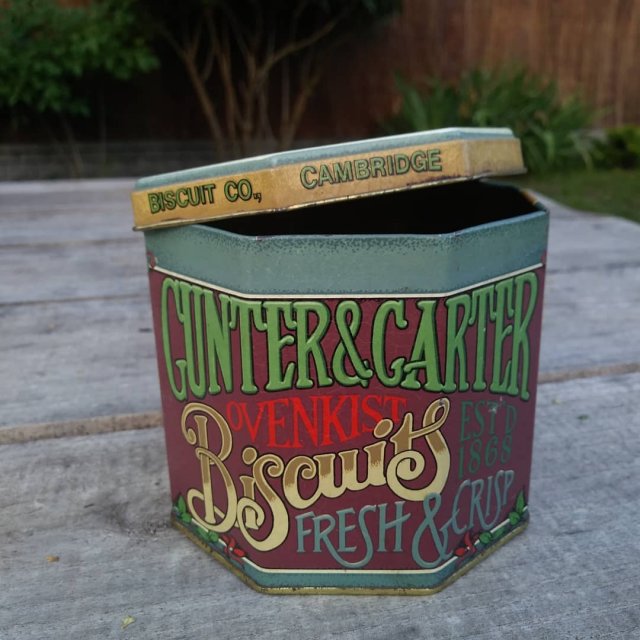 BISCUIT CO., CAMBRIDGE
GUNTER & CARTER
OVENKIST
Biscuits
EST'D
1868
FRESH & CRISP